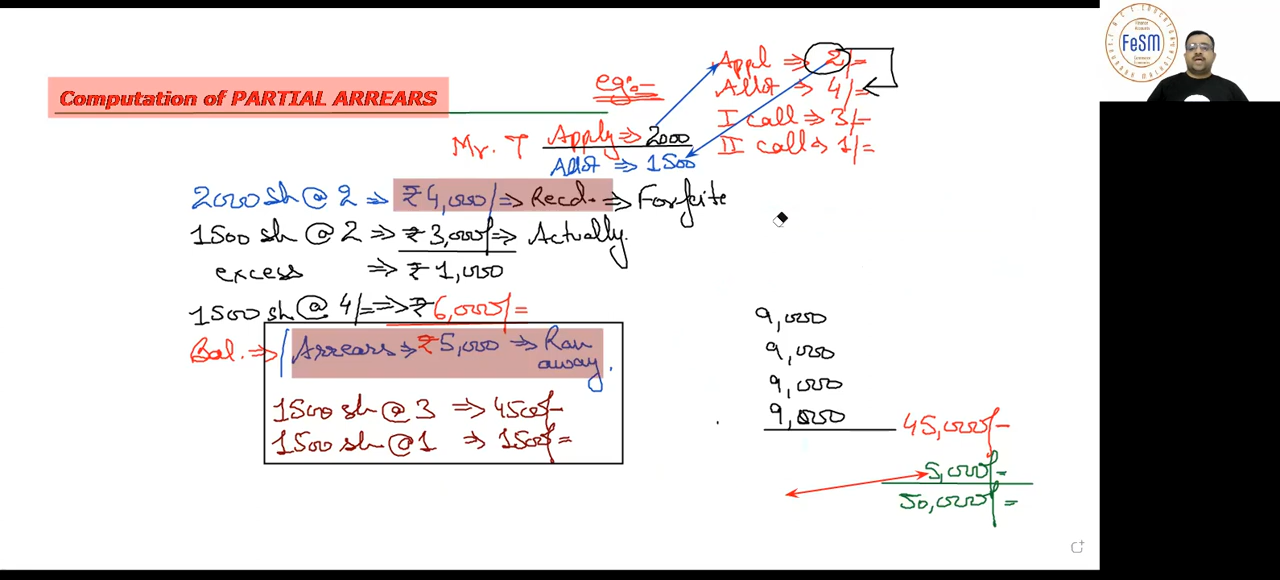 Computation of PARTIAL ARREARS
eg:-
Appl ⇒ 2/=
Allot → 4/=
I call ⇒ 3/-
II call ⇒ 1/=
Mr. T Apply ⇒ 2000
Allot ⇒ 1500
2000 sh @ 2 ⇒ ₹4,000/ ⇒ Recd. ⇒ Forfeite
1500 sh @ 2 ⇒ ₹3,000/ ⇒ Actually.
excess ⇒ ₹1,000
1500 sh @ 4/= ⇒ ₹6,000/=
Bal. ⇒ Arrears → ₹5,000 ⇒ Ran away.
1500 sh @ 3 ⇒ 4500/-
1500 sh @ 1 ⇒ 1500/=
9,000
9,000
9,000
9,000
45,000/-
5,000/-
50,000/=
FeSM